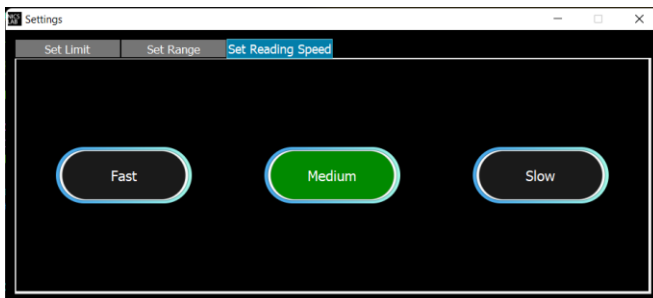 Settings
Set Limit Set Range Set Reading Speed
Fast Medium Slow